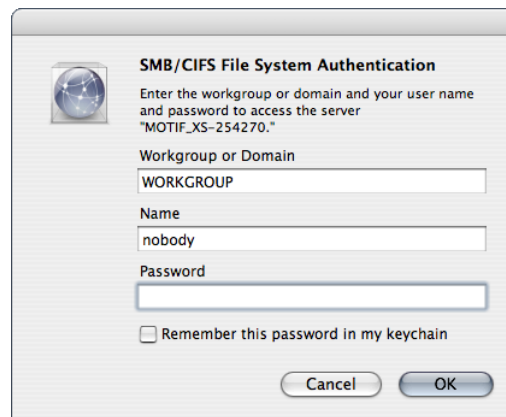 SMB/CIFS File System Authentication
Enter the workgroup or domain and your user name
and password to access the server
"MOTIF_XS-254270."
Workgroup or Domain
WORKGROUP
Name
nobody
Password
Remember this password in my keychain
Cancel OK